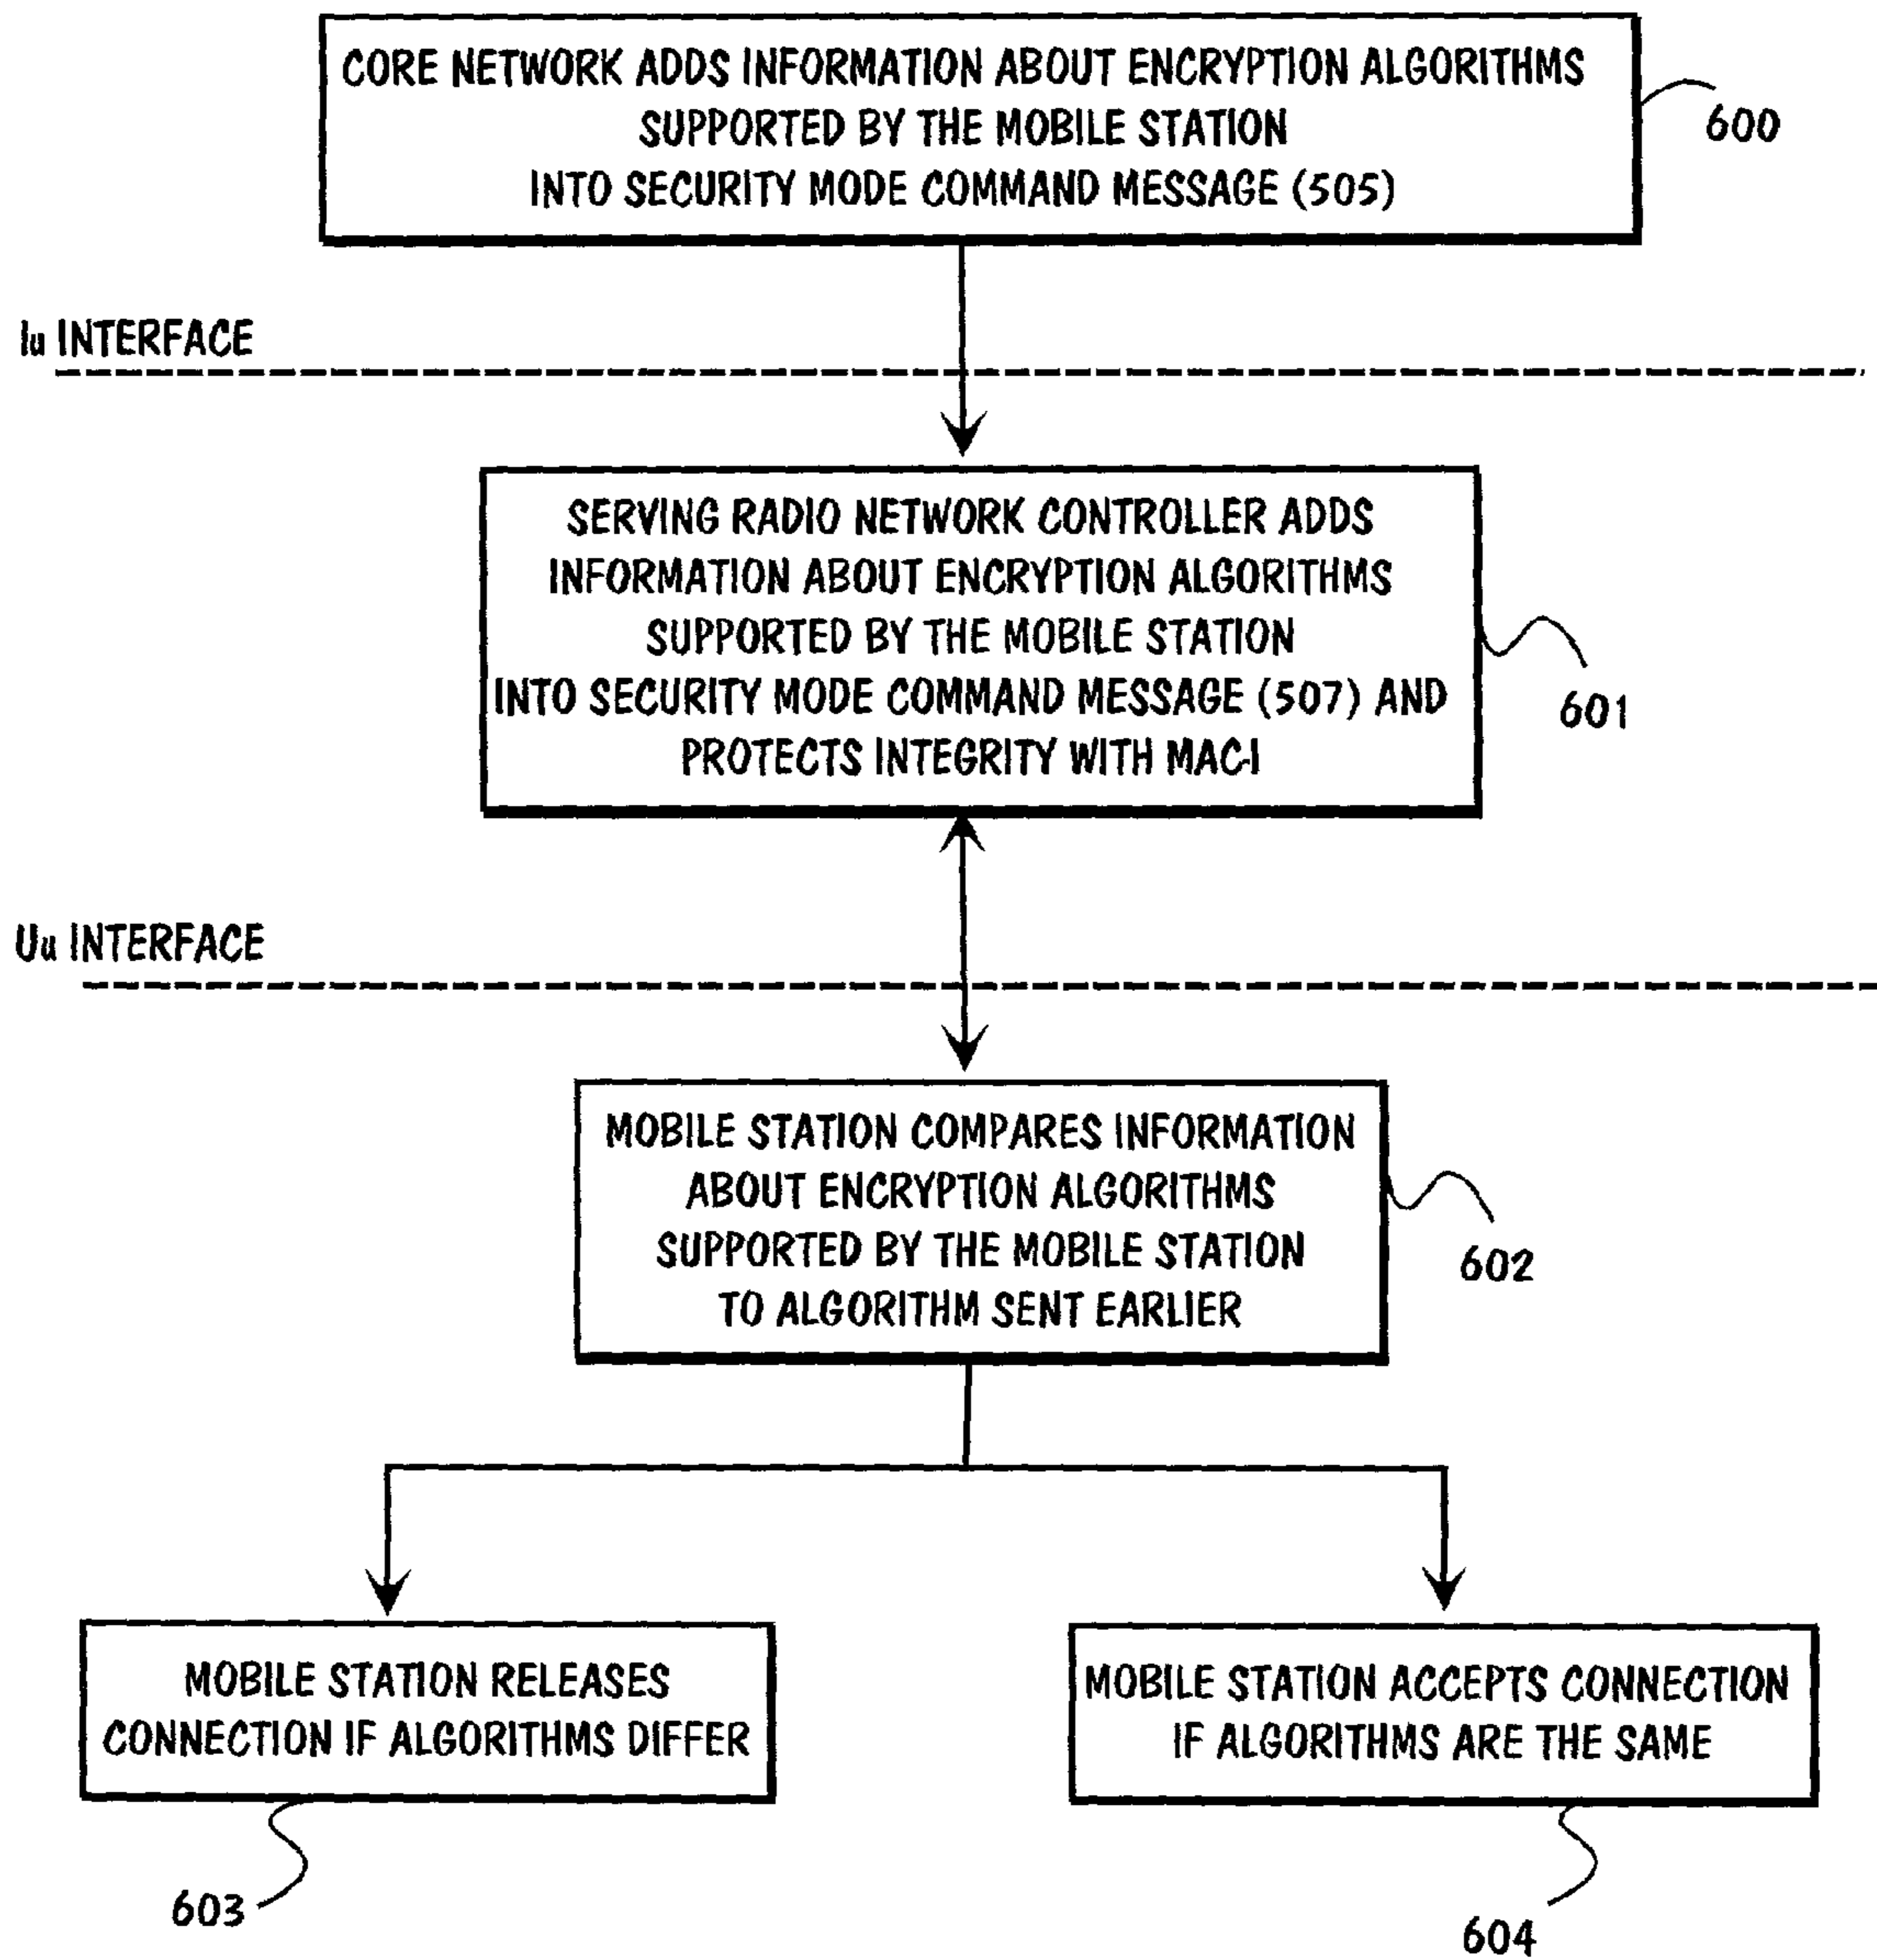 CORE NETWORK ADDS INFORMATION ABOUT ENCRYPTION ALGORITHMS
SUPPORTED BY THE MOBILE STATION
INTO SECURITY MODE COMMAND MESSAGE (505)
600
Iu INTERFACE
SERVING RADIO NETWORK CONTROLLER ADDS
INFORMATION ABOUT ENCRYPTION ALGORITHMS
SUPPORTED BY THE MOBILE STATION
INTO SECURITY MODE COMMAND MESSAGE (507) AND
PROTECTS INTEGRITY WITH MAC-I
601
Uu INTERFACE
MOBILE STATION COMPARES INFORMATION
ABOUT ENCRYPTION ALGORITHMS
SUPPORTED BY THE MOBILE STATION
TO ALGORITHM SENT EARLIER
602
MOBILE STATION RELEASES
CONNECTION IF ALGORITHMS DIFFER
603
MOBILE STATION ACCEPTS CONNECTION
IF ALGORITHMS ARE THE SAME
604